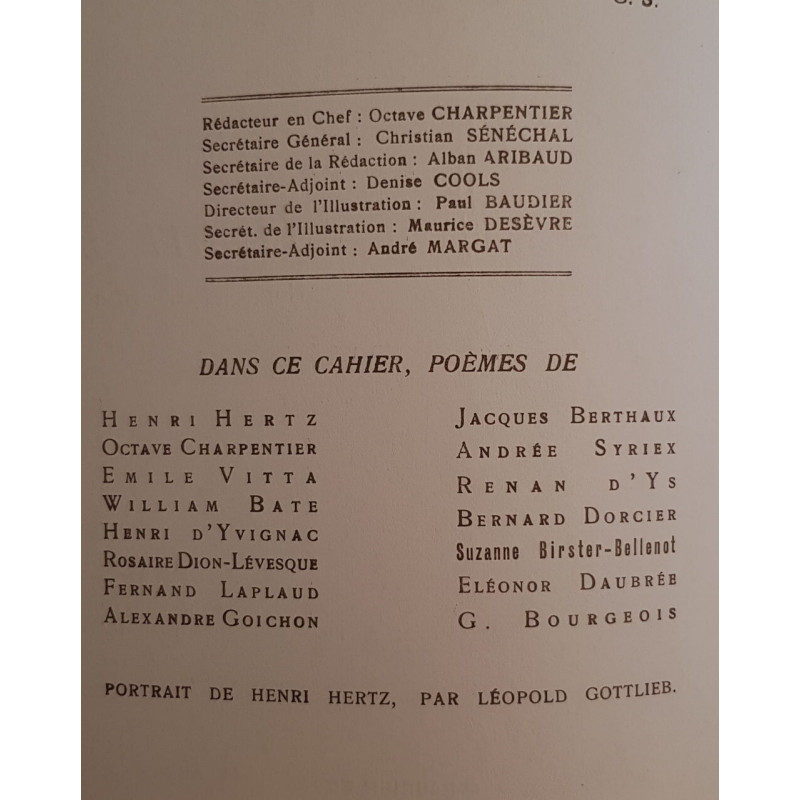 G. S.
Rédacteur en Chef : Octave CHARPENTIER
Secrétaire Général : Christian SÉNÉCHAL
Secrétaire de la Rédaction : Alban ARIBAUD
Secrétaire-Adjoint : Denise COOLS
Directeur de l'Illustration : Paul BAUDIER
Secrét. de l'Illustration : Maurice DESÈVRE
Secrétaire-Adjoint : André MARGAT
DANS CE CAHIER, POÈMES DE
HENRI HERTZ
OCTAVE CHARPENTIER
EMILE VITTA
WILLIAM BATE
HENRI D'YVIGNAC
ROSAIRE DION-LÉVESQUE
FERNAND LAPLAUD
ALEXANDRE GOICHON
JACQUES BERTHAUX
ANDRÉE SYRIEX
RENAN D'YS
BERNARD DORCIER
Suzanne Birster-Bellenot
ELÉONOR DAUBRÉE
G. BOURGEOIS
PORTRAIT DE HENRI HERTZ, PAR LÉOPOLD GOTTLIEB.